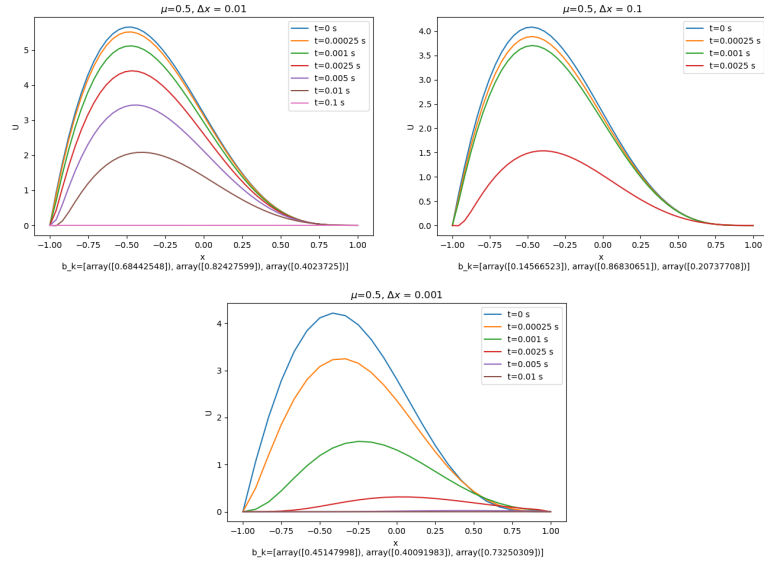 μ=0.5, Δx = 0.01
U
5
4
3
2
1
0
t=0 s
t=0.00025 s
t=0.001 s
t=0.0025 s
t=0.005 s
t=0.01 s
t=0.1 s
−1.00 −0.75 −0.50 −0.25 0.00 0.25 0.50 0.75 1.00
x
b_k=[array([0.68442548]), array([0.82427599]), array([0.4023725])]
μ=0.5, Δx = 0.1
U
4.0
3.5
3.0
2.5
2.0
1.5
1.0
0.5
0.0
t=0 s
t=0.00025 s
t=0.001 s
t=0.0025 s
−1.00 −0.75 −0.50 −0.25 0.00 0.25 0.50 0.75 1.00
x
b_k=[array([0.14566523]), array([0.86830651]), array([0.20737708])]
μ=0.5, Δx = 0.001
U
4
3
2
1
0
t=0 s
t=0.00025 s
t=0.001 s
t=0.0025 s
t=0.005 s
t=0.01 s
−1.00 −0.75 −0.50 −0.25 0.00 0.25 0.50 0.75 1.00
x
b_k=[array([0.45147998]), array([0.40091983]), array([0.73250309])]